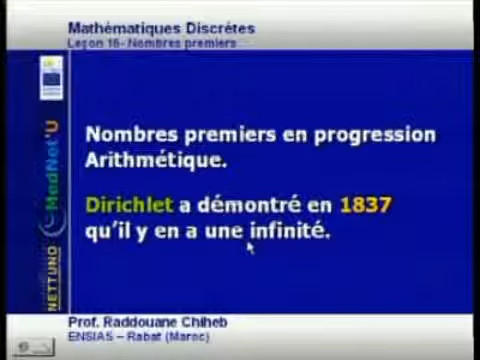 Mathématiques Discrétes
Leçon 16- Nombres premiers
Nombres premiers en progression
Arithmétique.
Dirichlet a démontré en 1837
qu'il y en a une infinité.
NETTUNO MedNet'U
Prof. Raddouane Chiheb
ENSIAS – Rabat (Maroc)